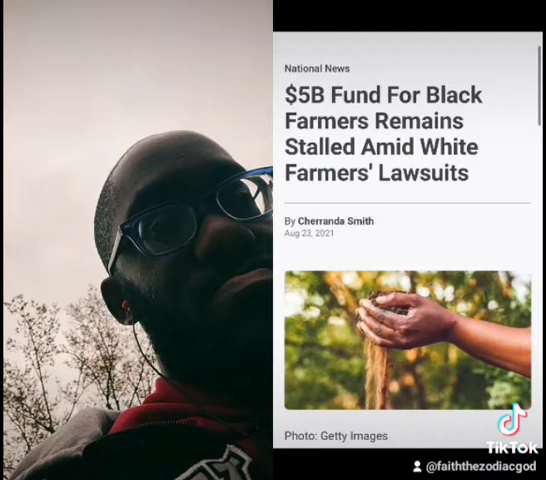 National News
$5B Fund For Black
Farmers Remains
Stalled Amid White
Farmers' Lawsuits
By Cherranda Smith
Aug 23, 2021
Photo: Getty Images
TikTok
@faiththezodiacgod